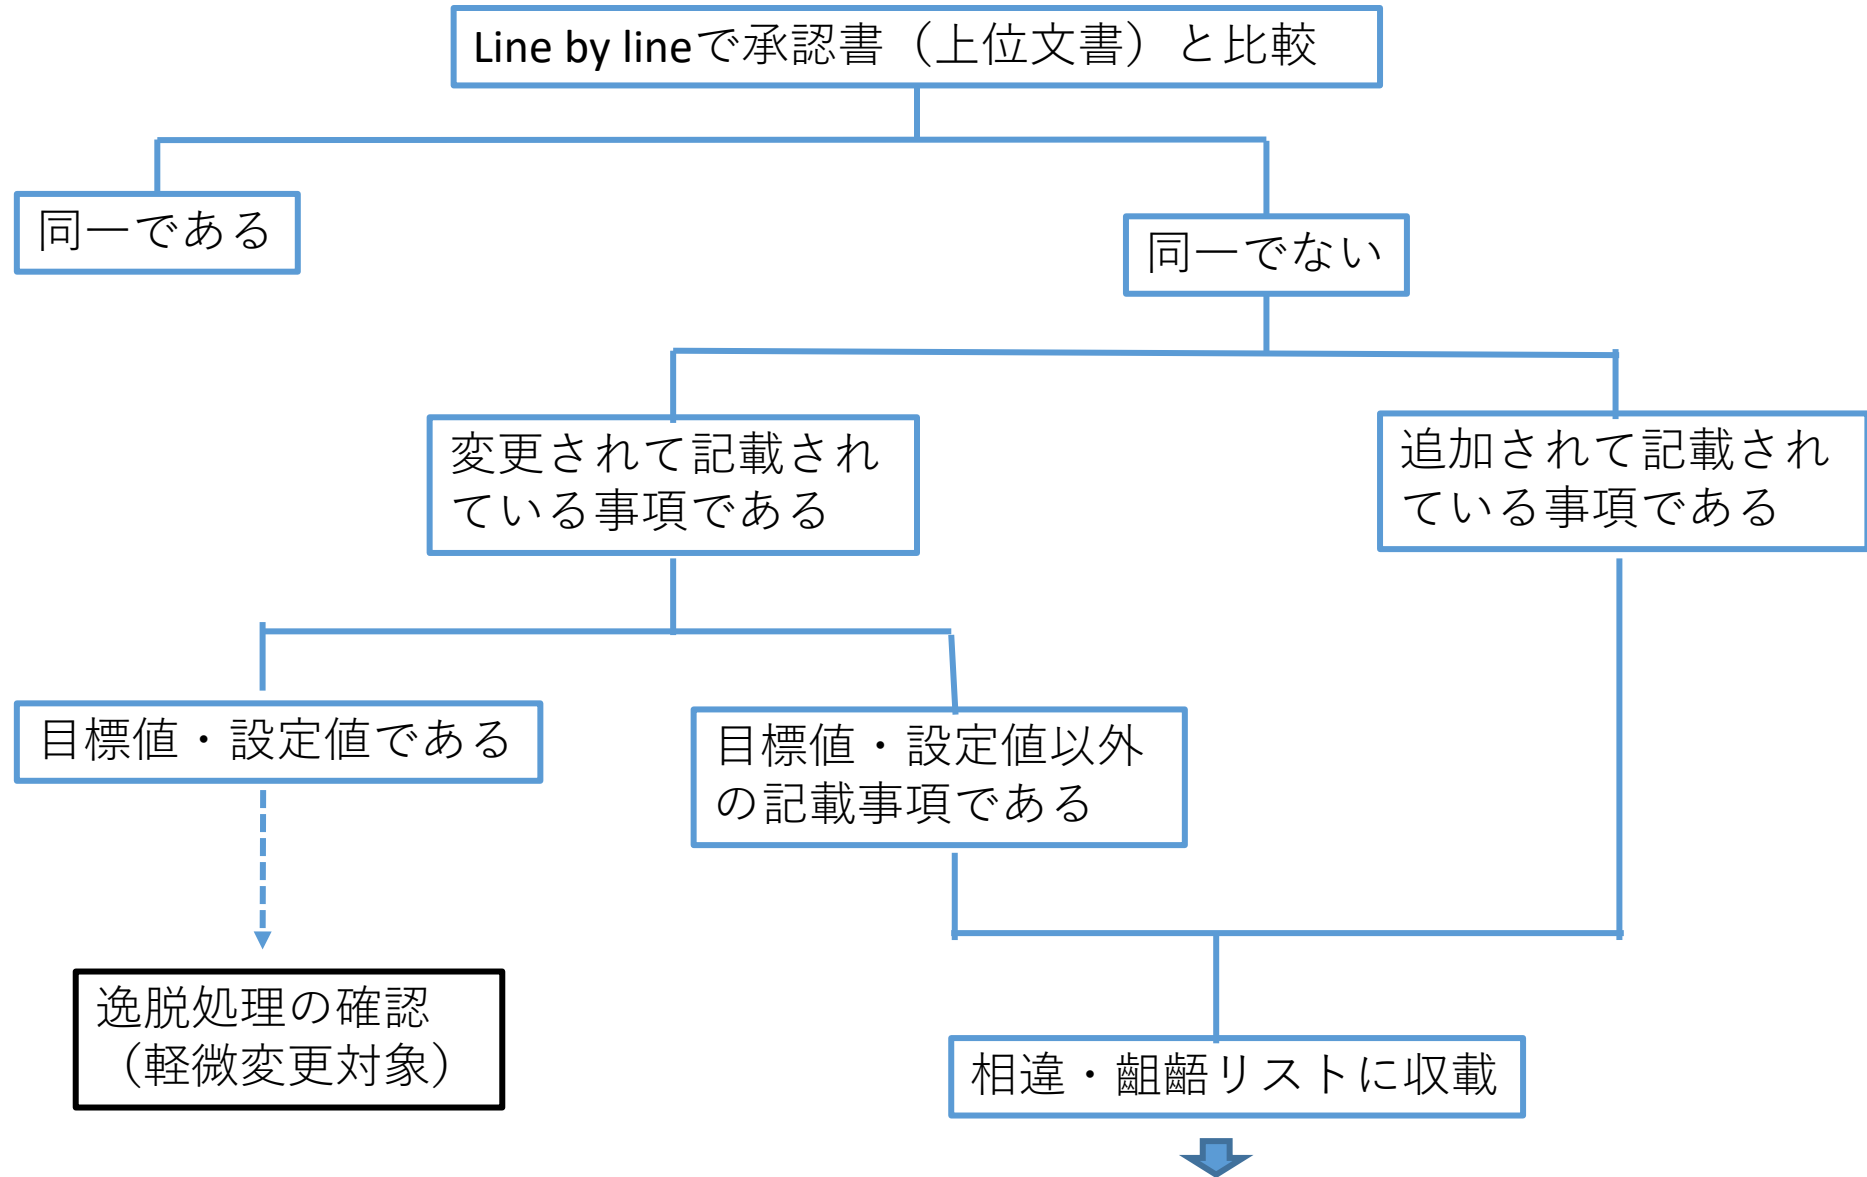 Line by lineで承認書（上位文書）と比較
同一である
同一でない
変更されて記載され
ている事項である
追加されて記載され
ている事項である
目標値・設定値である
目標値・設定値以外
の記載事項である
逸脱処理の確認
（軽微変更対象）
相違・齟齬リストに収載